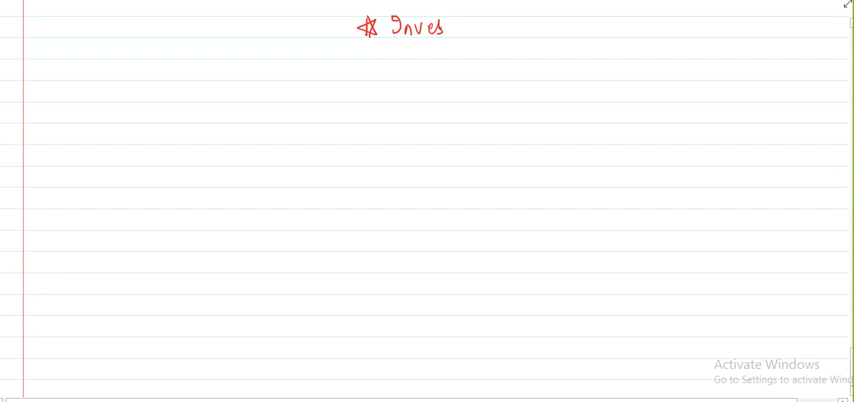 ☆ Inves
Activate Windows
Go to Settings to activate Wind